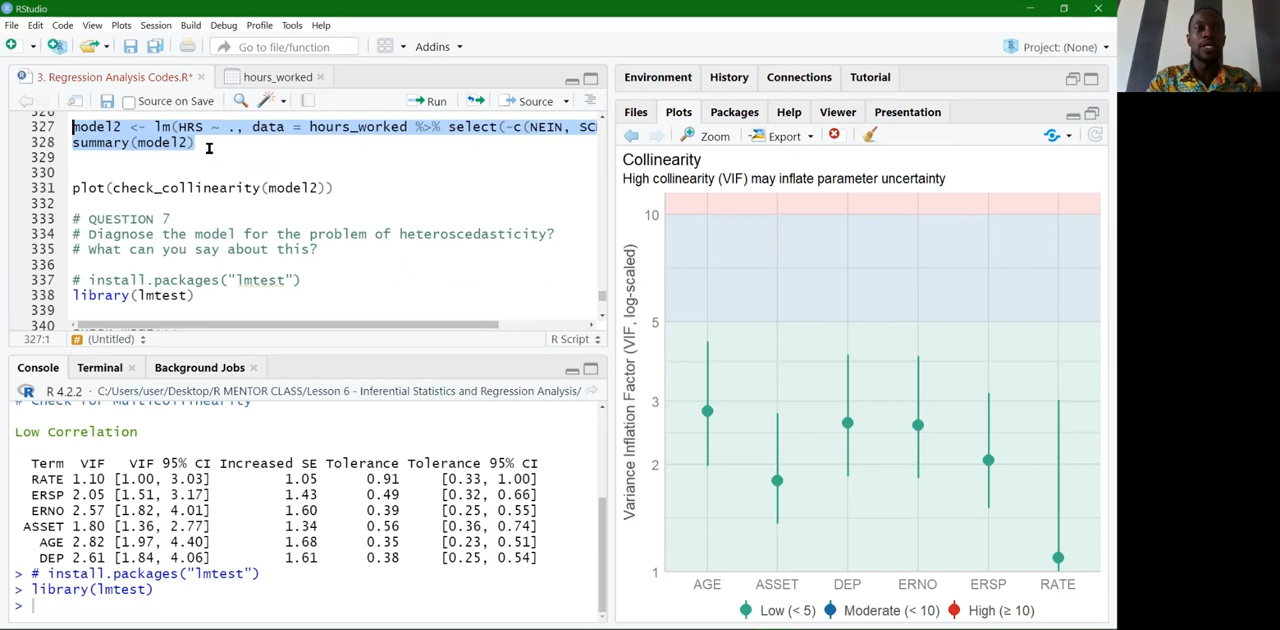 RStudio
File Edit Code View Plots Session Build Debug Profile Tools Help
Go to file/function Addins Project: (None)
3. Regression Analysis Codes.R* hours_worked
Source on Save Run Source
327 model2 <- lm(HRS ~ ., data = hours_worked %>% select(-c(NEIN, SC
328 summary(model2)
329
330
331 plot(check_collinearity(model2))
332
333 # QUESTION 7
334 # Diagnose the model for the problem of heteroscedasticity?
335 # What can you say about this?
336
337 # install.packages("lmtest")
338 library(lmtest)
339
340
327:1 (Untitled) R Script
Console Terminal Background Jobs
R 4.2.2 · C:/Users/user/Desktop/R MENTOR CLASS/Lesson 6 - Inferential Statistics and Regression Analysis/
# Check for Multicollinearity
Low Correlation
Term VIF VIF 95% CI Increased SE Tolerance Tolerance 95% CI
RATE 1.10 [1.00, 3.03] 1.05 0.91 [0.33, 1.00]
ERSP 2.05 [1.51, 3.17] 1.43 0.49 [0.32, 0.66]
ERNO 2.57 [1.82, 4.01] 1.60 0.39 [0.25, 0.55]
ASSET 1.80 [1.36, 2.77] 1.34 0.56 [0.36, 0.74]
AGE 2.82 [1.97, 4.40] 1.68 0.35 [0.23, 0.51]
DEP 2.61 [1.84, 4.06] 1.61 0.38 [0.25, 0.54]
> # install.packages("lmtest")
> library(lmtest)
>
Environment History Connections Tutorial
Files Plots Packages Help Viewer Presentation
Zoom Export
Collinearity
High collinearity (VIF) may inflate parameter uncertainty
Variance Inflation Factor (VIF, log-scaled)
10
5
3
2
1
AGE ASSET DEP ERNO ERSP RATE
Low (< 5) Moderate (< 10) High (≥ 10)